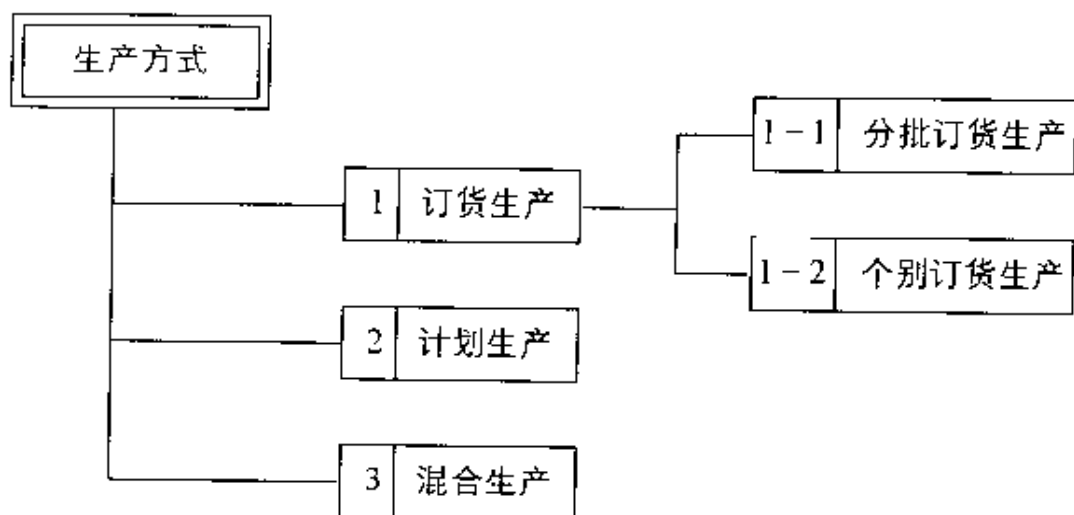 生产方式
1 订货生产
1-1 分批订货生产
1-2 个别订货生产
2 计划生产
3 混合生产